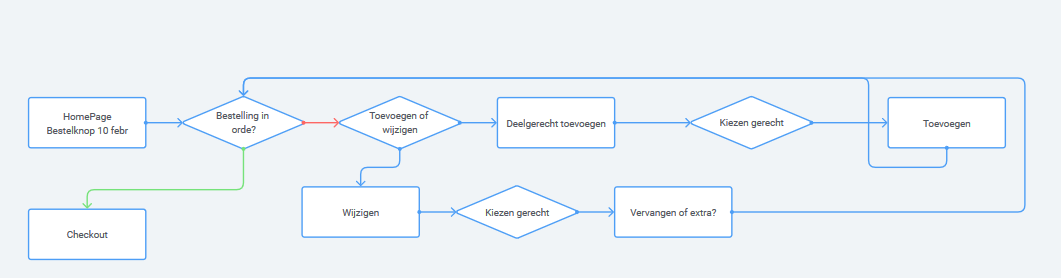 HomePage
Bestelknop 10 febr
Bestelling in
orde?
Toevoegen of
wijzigen
Deelgerecht toevoegen
Kiezen gerecht
Toevoegen
Wijzigen
Kiezen gerecht
Vervangen of extra?
Checkout